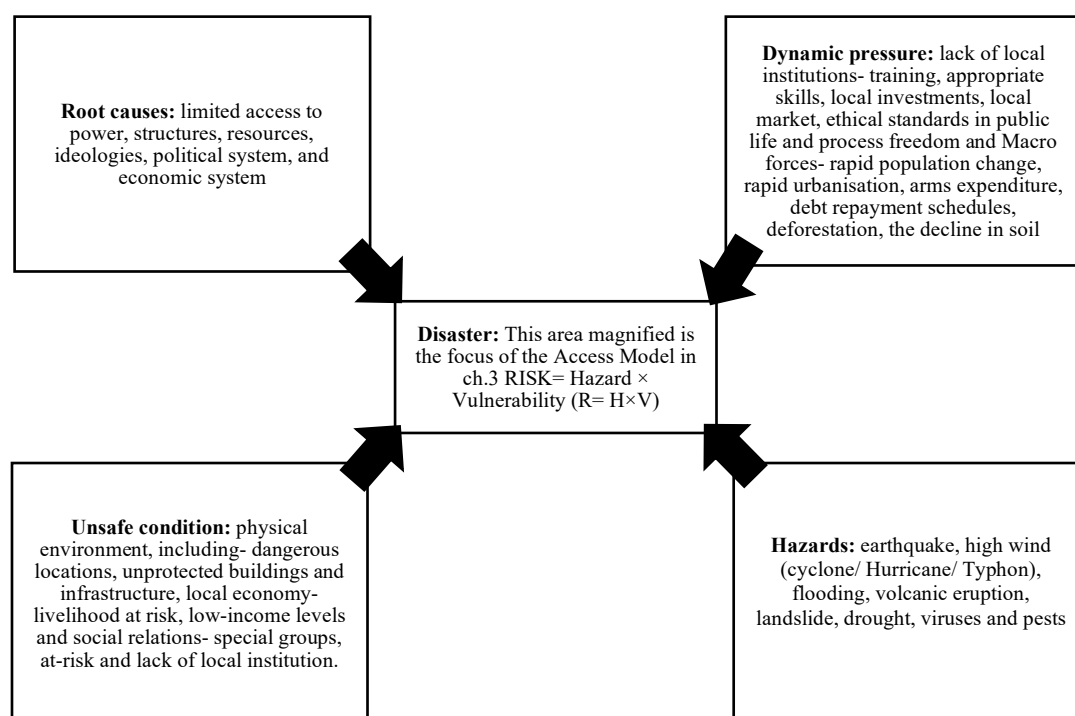 Root causes: limited access to
power, structures, resources,
ideologies, political system, and
economic system
Dynamic pressure: lack of local
institutions- training, appropriate
skills, local investments, local
market, ethical standards in public
life and process freedom and Macro
forces- rapid population change,
rapid urbanisation, arms expenditure,
debt repayment schedules,
deforestation, the decline in soil
Disaster: This area magnified is
the focus of the Access Model in
ch.3 RISK= Hazard ×
Vulnerability (R= H×V)
Unsafe condition: physical
environment, including- dangerous
locations, unprotected buildings and
infrastructure, local economy-
livelihood at risk, low-income levels
and social relations- special groups,
at-risk and lack of local institution.
Hazards: earthquake, high wind
(cyclone/ Hurricane/ Typhon),
flooding, volcanic eruption,
landslide, drought, viruses and pests